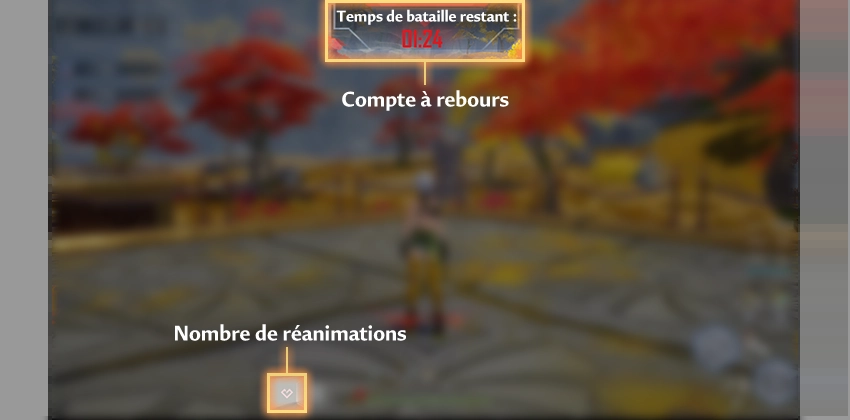 Temps de bataille restant :
01:24
Compte à rebours
Nombre de réanimations